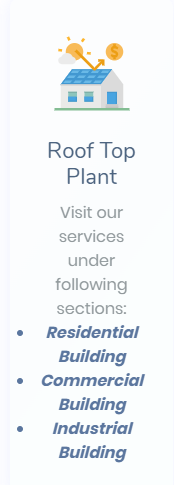 Roof Top
Plant
Visit our
services
under
following
sections:
• Residential
Building
• Commercial
Building
• Industrial
Building